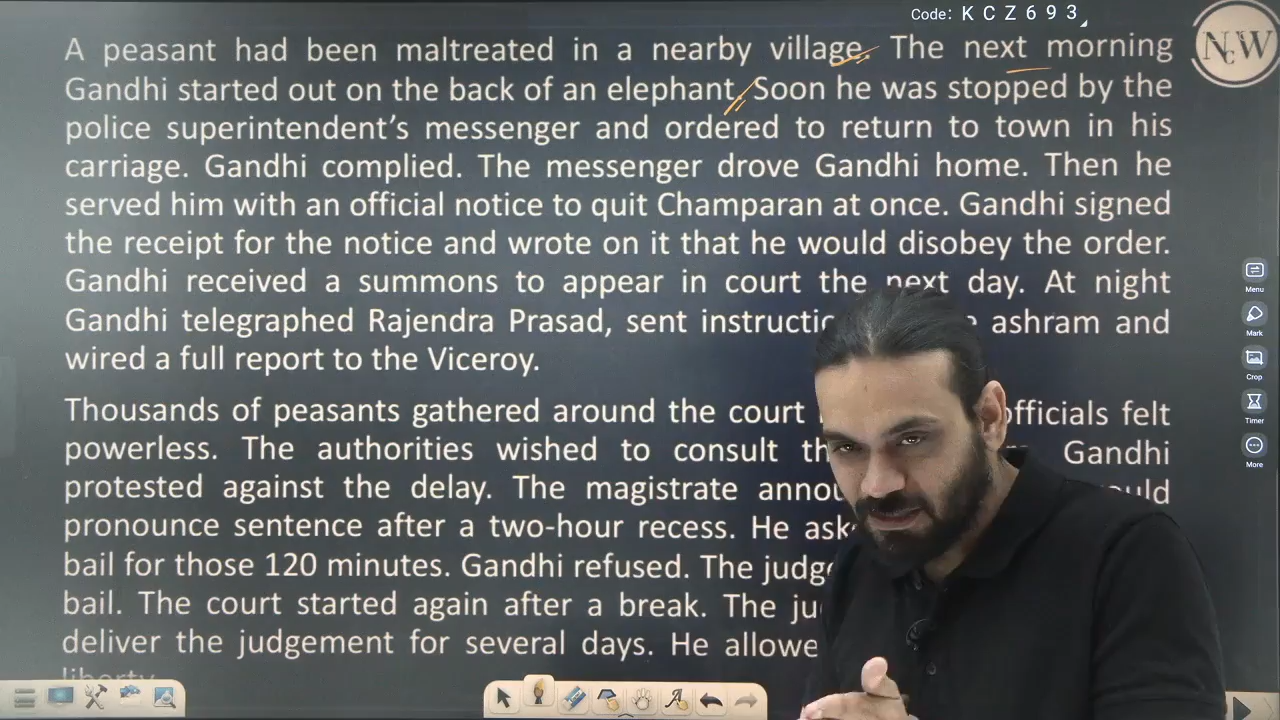 Code: K C Z 6 9 3
NCW
A peasant had been maltreated in a nearby village. The next morning
Gandhi started out on the back of an elephant. Soon he was stopped by the
police superintendent’s messenger and ordered to return to town in his
carriage. Gandhi complied. The messenger drove Gandhi home. Then he
served him with an official notice to quit Champaran at once. Gandhi signed
the receipt for the notice and wrote on it that he would disobey the order.
Gandhi received a summons to appear in court the next day. At night
Gandhi telegraphed Rajendra Prasad, sent ashram and
wired a full report to the Viceroy.
Thousands of peasants gathered around the court officials felt
powerless. The authorities wished to consult Gandhi
protested against the delay. The magistrate
pronounce sentence after a two-hour recess. He
bail for those 120 minutes. Gandhi refused. The
bail. The court started again after a break. The
deliver the judgement for several days. He
liberty.
Menu
Mark
Crop
Timer
More